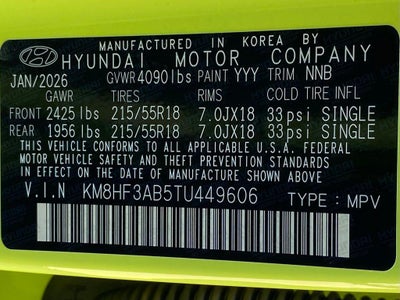 MANUFACTURED IN KOREA BY
HYUNDAI MOTOR COMPANY
JAN/2026 GVWR 4090 lbs PAINT YYY TRIM NNB
GAWR TIRES RIMS COLD TIRE INFL
FRONT 2425 lbs 215/55R18 7.0JX18 33psi SINGLE
REAR 1956 lbs 215/55R18 7.0JX18 33psi SINGLE
THIS VEHICLE CONFORMS TO ALL APPLICABLE U.S.A. FEDERAL
MOTOR VEHICLE SAFETY AND THEFT PREVENTION STANDARDS
IN EFFECT ON THE DATE OF MANUFACTURE SHOWN ABOVE
V.I.N KM8HF3AB5TU449606 TYPE : MPV